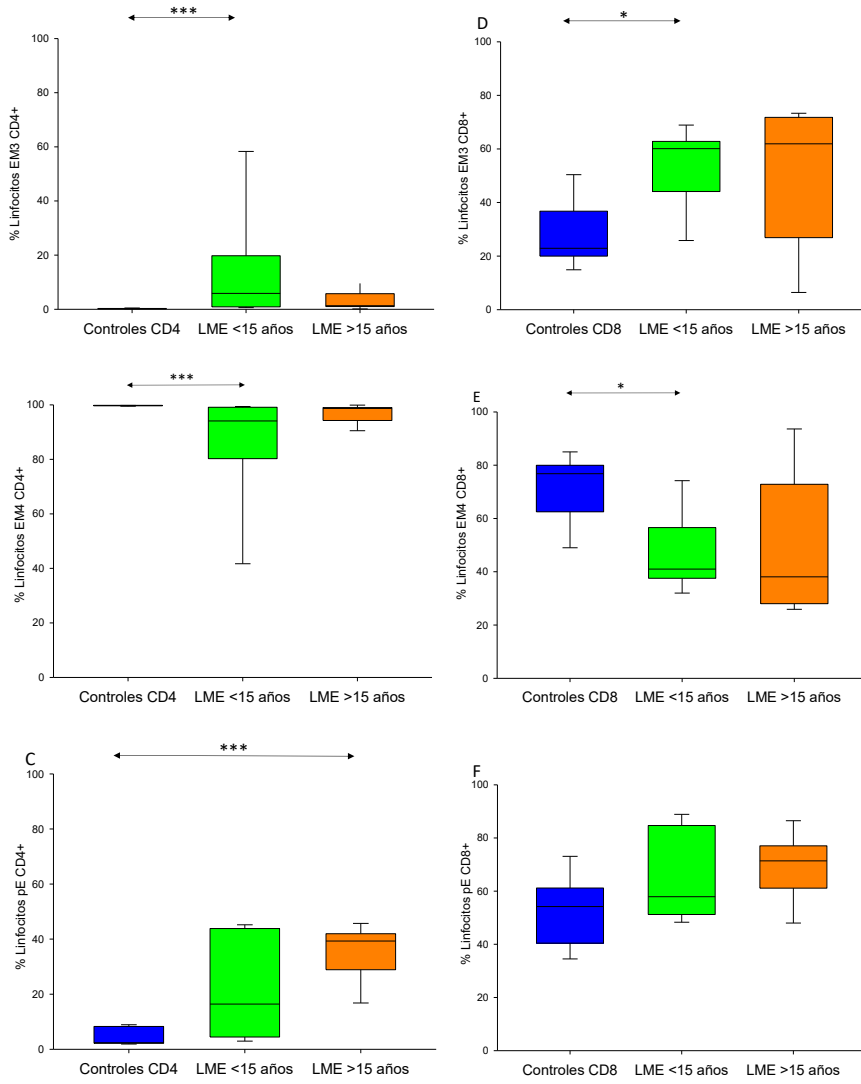 ***
100
80
60
40
20
0
% Linfocitos EM3 CD4+
Controles CD4 LME <15 años LME >15 años
D
*
100
80
60
40
20
0
% Linfocitos EM3 CD8+
Controles CD8 LME <15 años LME >15 años
***
100
80
60
40
20
0
% Linfocitos EM4 CD4+
Controles CD4 LME <15 años LME >15 años
E
*
100
80
60
40
20
0
% Linfocitos EM4 CD8+
Controles CD8 LME <15 años LME >15 años
C
***
100
80
60
40
20
0
% Linfocitos pE CD4+
Controles CD4 LME <15 años LME >15 años
F
100
80
60
40
20
0
% Linfocitos pE CD8+
Controles CD8 LME <15 años LME >15 años